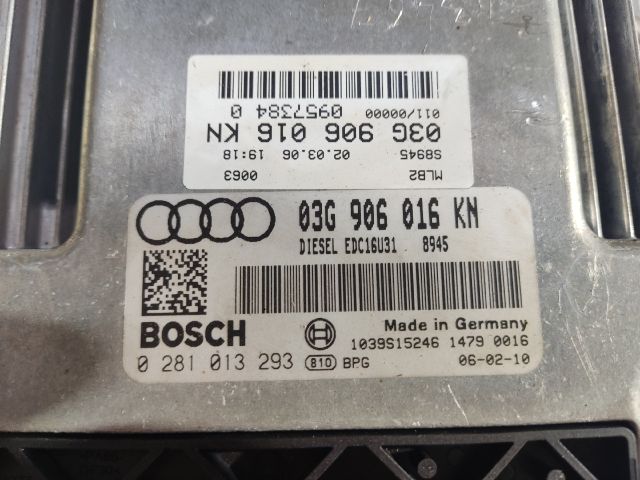 0957384 0
011/00000
03G 906 016 KN
S8945 02.03.06 19:18
MLB2 0063
03G 906 016 KN
DIESEL EDC16U31 8945
BOSCH
Made in Germany
1039S15246 1479 0016
0 281 013 293 810 BPG 06-02-10